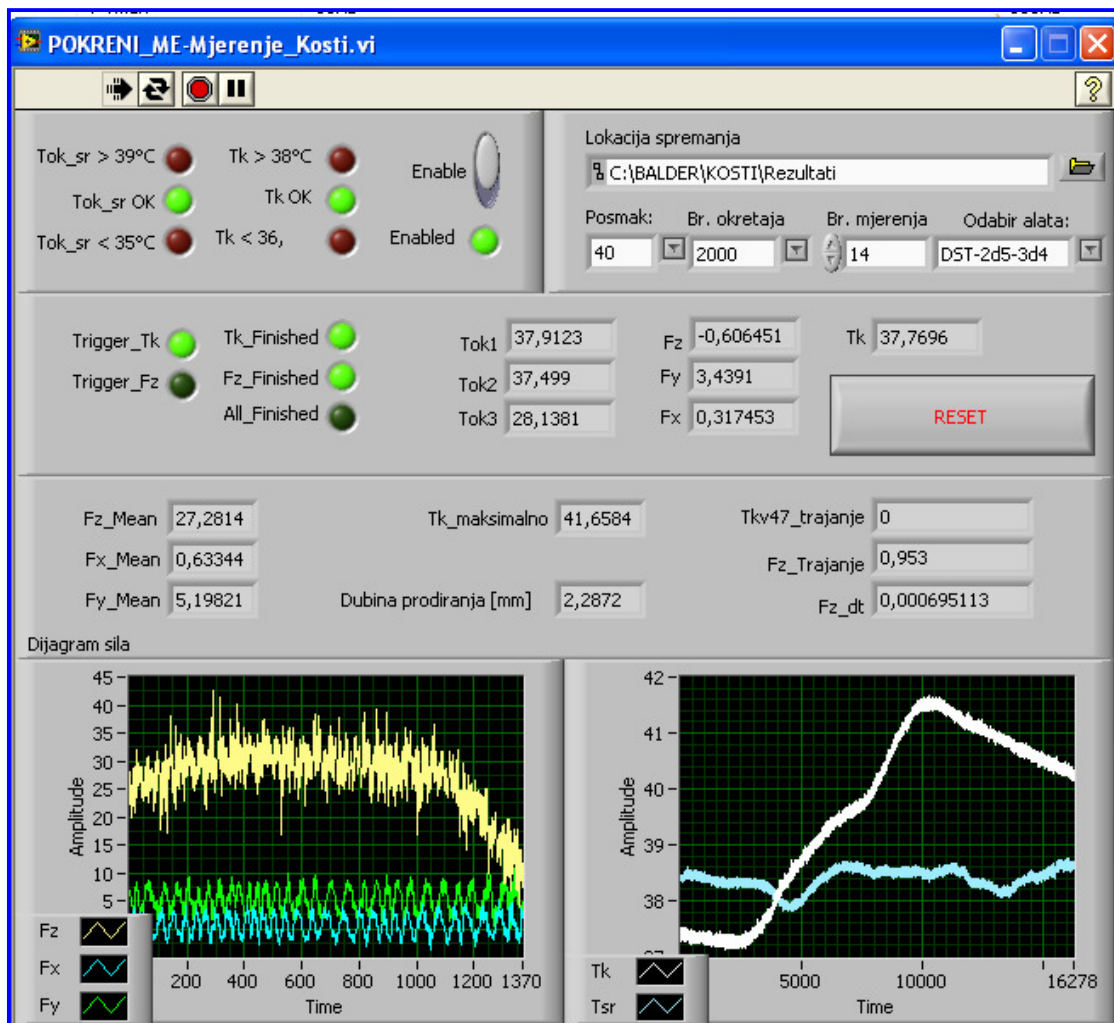 POKRENI_ME-Mjerenje_Kosti.vi
Tok_sr > 39°C
Tk > 38°C
Enable
Tok_sr OK
Tk OK
Tok_sr < 35°C
Tk < 36,
Enabled
Lokacija spremanja
C:\BALDER\KOSTI\Rezultati
Posmak:
Br. okretaja
Br. mjerenja
Odabir alata:
40
2000
14
DST-2d5-3d4
Trigger_Tk
Tk_Finished
Trigger_Fz
Fz_Finished
All_Finished
Tok1 37,9123
Tok2 37,499
Tok3 28,1381
Fz -0,606451
Fy 3,4391
Fx 0,317453
Tk 37,7696
RESET
Fz_Mean 27,2814
Fx_Mean 0,63344
Fy_Mean 5,19821
Tk_maksimalno 41,6584
Dubina prodiranja [mm] 2,2872
Tkv47_trajanje 0
Fz_Trajanje 0,953
Fz_dt 0,000695113
Dijagram sila
45
40
35
30
25
20
15
10
5
Amplitude
200 400 600 800 1000 1200 1370
Time
Fz
Fx
Fy
42
41
40
39
38
Amplitude
5000 10000 16278
Time
Tk
Tsr